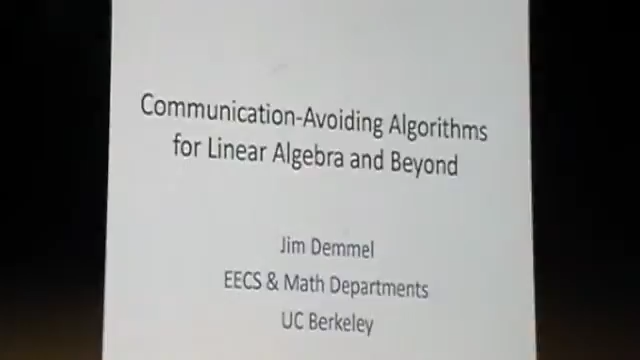 Communication-Avoiding Algorithms
for Linear Algebra and Beyond
Jim Demmel
EECS & Math Departments
UC Berkeley